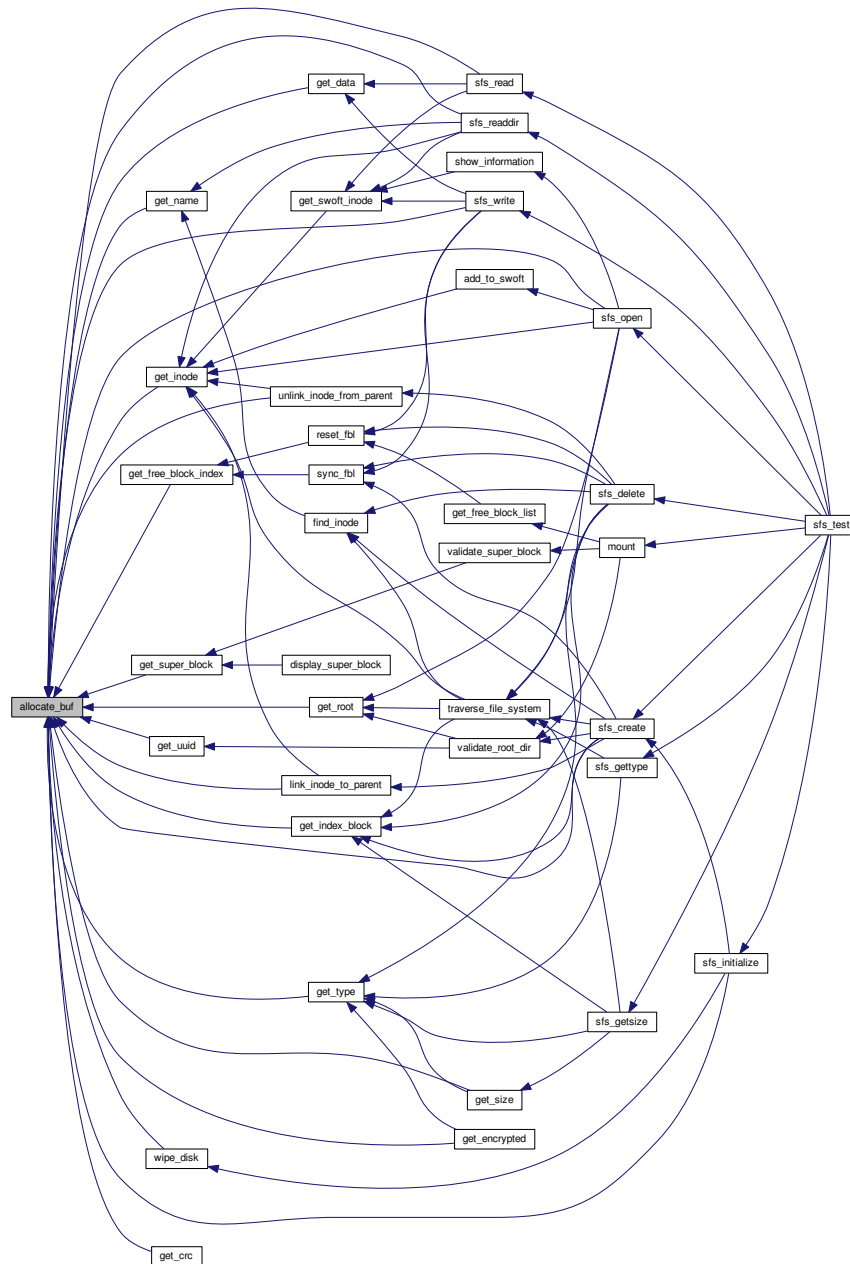 get_data
sfs_read
sfs_readdir
show_information
get_name
get_swoft_inode
sfs_write
add_to_swoft
sfs_open
get_inode
unlink_inode_from_parent
reset_fbl
get_free_block_index
sync_fbl
sfs_delete
get_free_block_list
find_inode
sfs_test
validate_super_block
mount
get_super_block
display_super_block
allocate_buf
get_root
traverse_file_system
sfs_create
get_uuid
validate_root_dir
sfs_gettype
link_inode_to_parent
get_index_block
sfs_initialize
get_type
sfs_getsize
get_size
get_encrypted
wipe_disk
get_crc